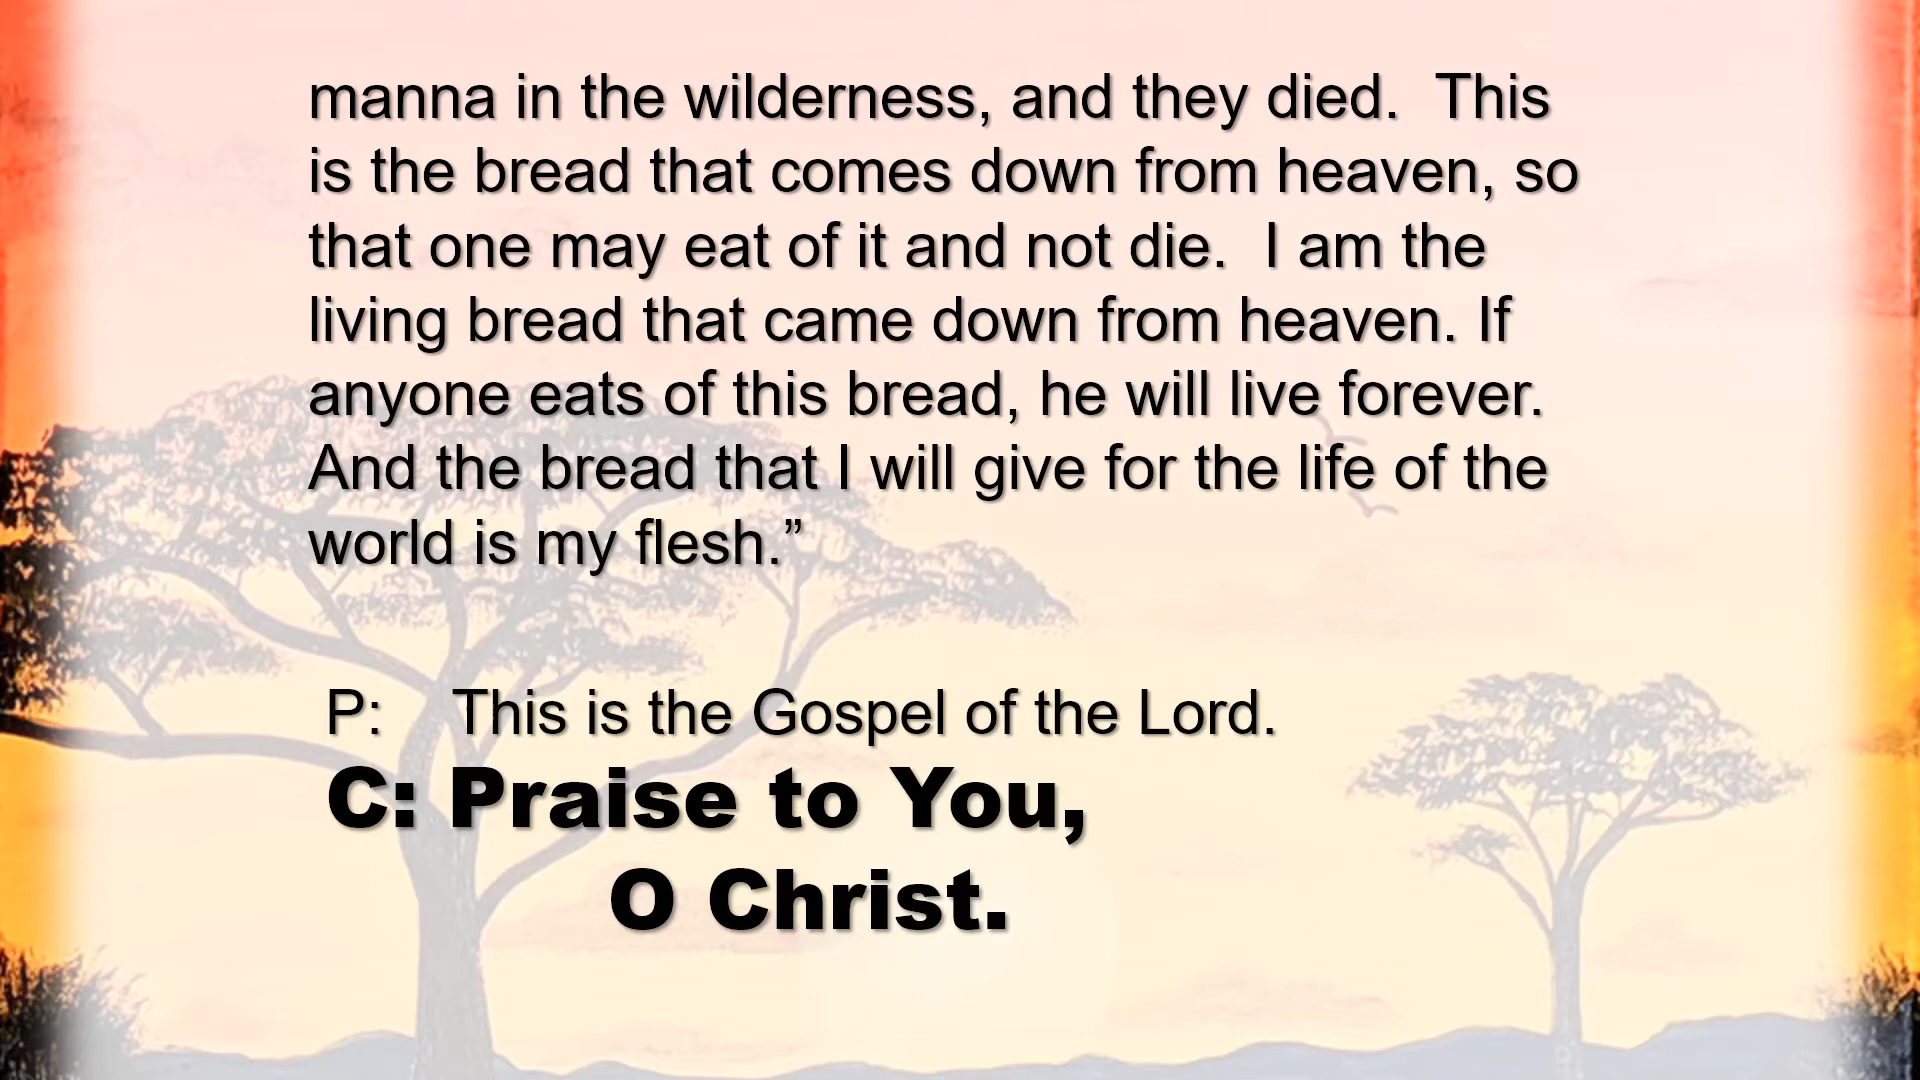 manna in the wilderness, and they died.  This
is the bread that comes down from heaven, so
that one may eat of it and not die.  I am the
living bread that came down from heaven. If
anyone eats of this bread, he will live forever.
And the bread that I will give for the life of the
world is my flesh.”
P:    This is the Gospel of the Lord.
C: Praise to You,
O Christ.